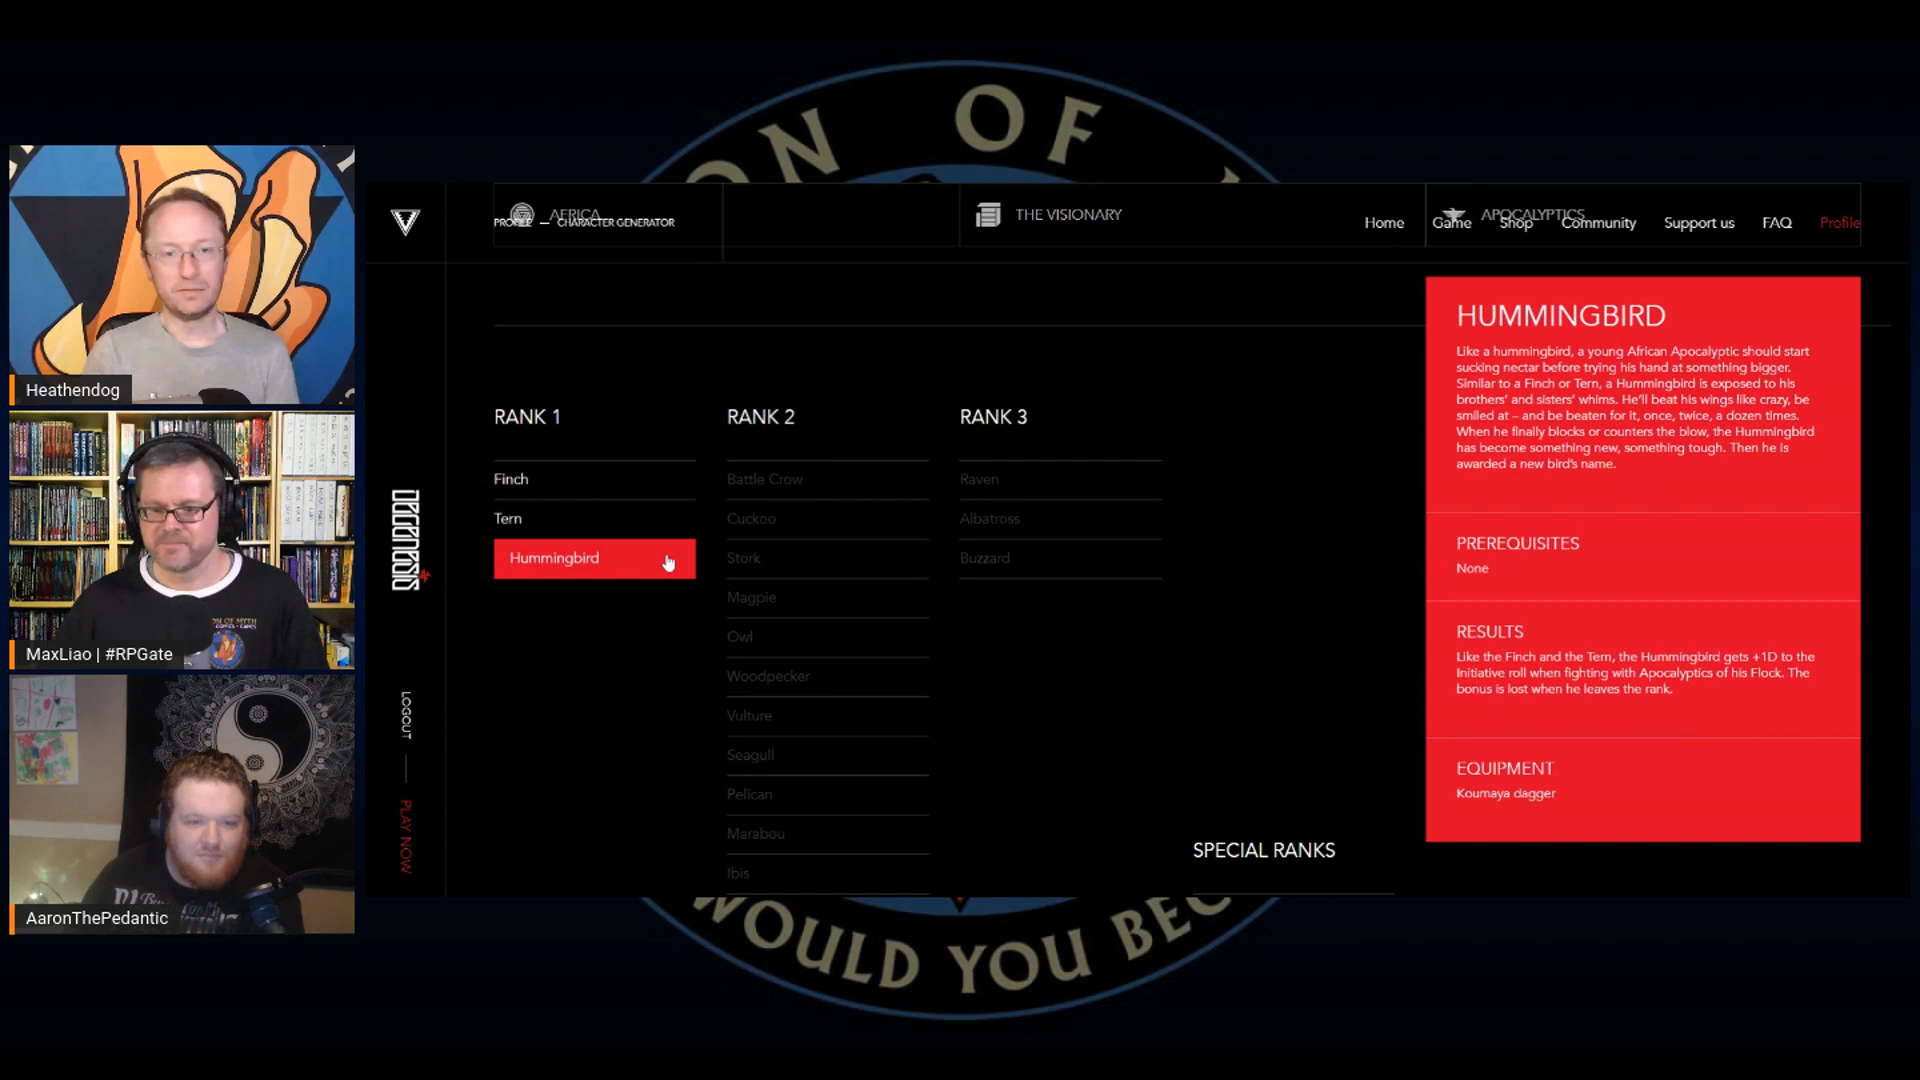 ON OF
AFRICA
THE VISIONARY
APOCALYPTICS
PROFILE — CHARACTER GENERATOR
Home
Game
Shop
Community
Support us
FAQ
Profile
Heathendog
MaxLiao | #RPGate
AaronThePedantic
DEGENESIS
LOGOUT
PLAY NOW
RANK 1
Finch
Tern
Hummingbird
RANK 2
Battle Crow
Cuckoo
Stork
Magpie
Owl
Woodpecker
Vulture
Seagull
Pelican
Marabou
Ibis
RANK 3
Raven
Albatross
Buzzard
SPECIAL RANKS
HUMMINGBIRD
Like a hummingbird, a young African Apocalyptic should start
sucking nectar before trying his hand at something bigger.
Similar to a Finch or Tern, a Hummingbird is exposed to his
brothers' and sisters' whims. He'll beat his wings like crazy, be
smiled at – and be beaten for it, once, twice, a dozen times.
When he finally blocks or counters the blow, the Hummingbird
has become something new, something tough. Then he is
awarded a new bird's name.
PREREQUISITES
None
RESULTS
Like the Finch and the Tern, the Hummingbird gets +1D to the
Initiative roll when fighting with Apocalyptics of his Flock. The
bonus is lost when he leaves the rank.
EQUIPMENT
Koumaya dagger
WOULD YOU BEC